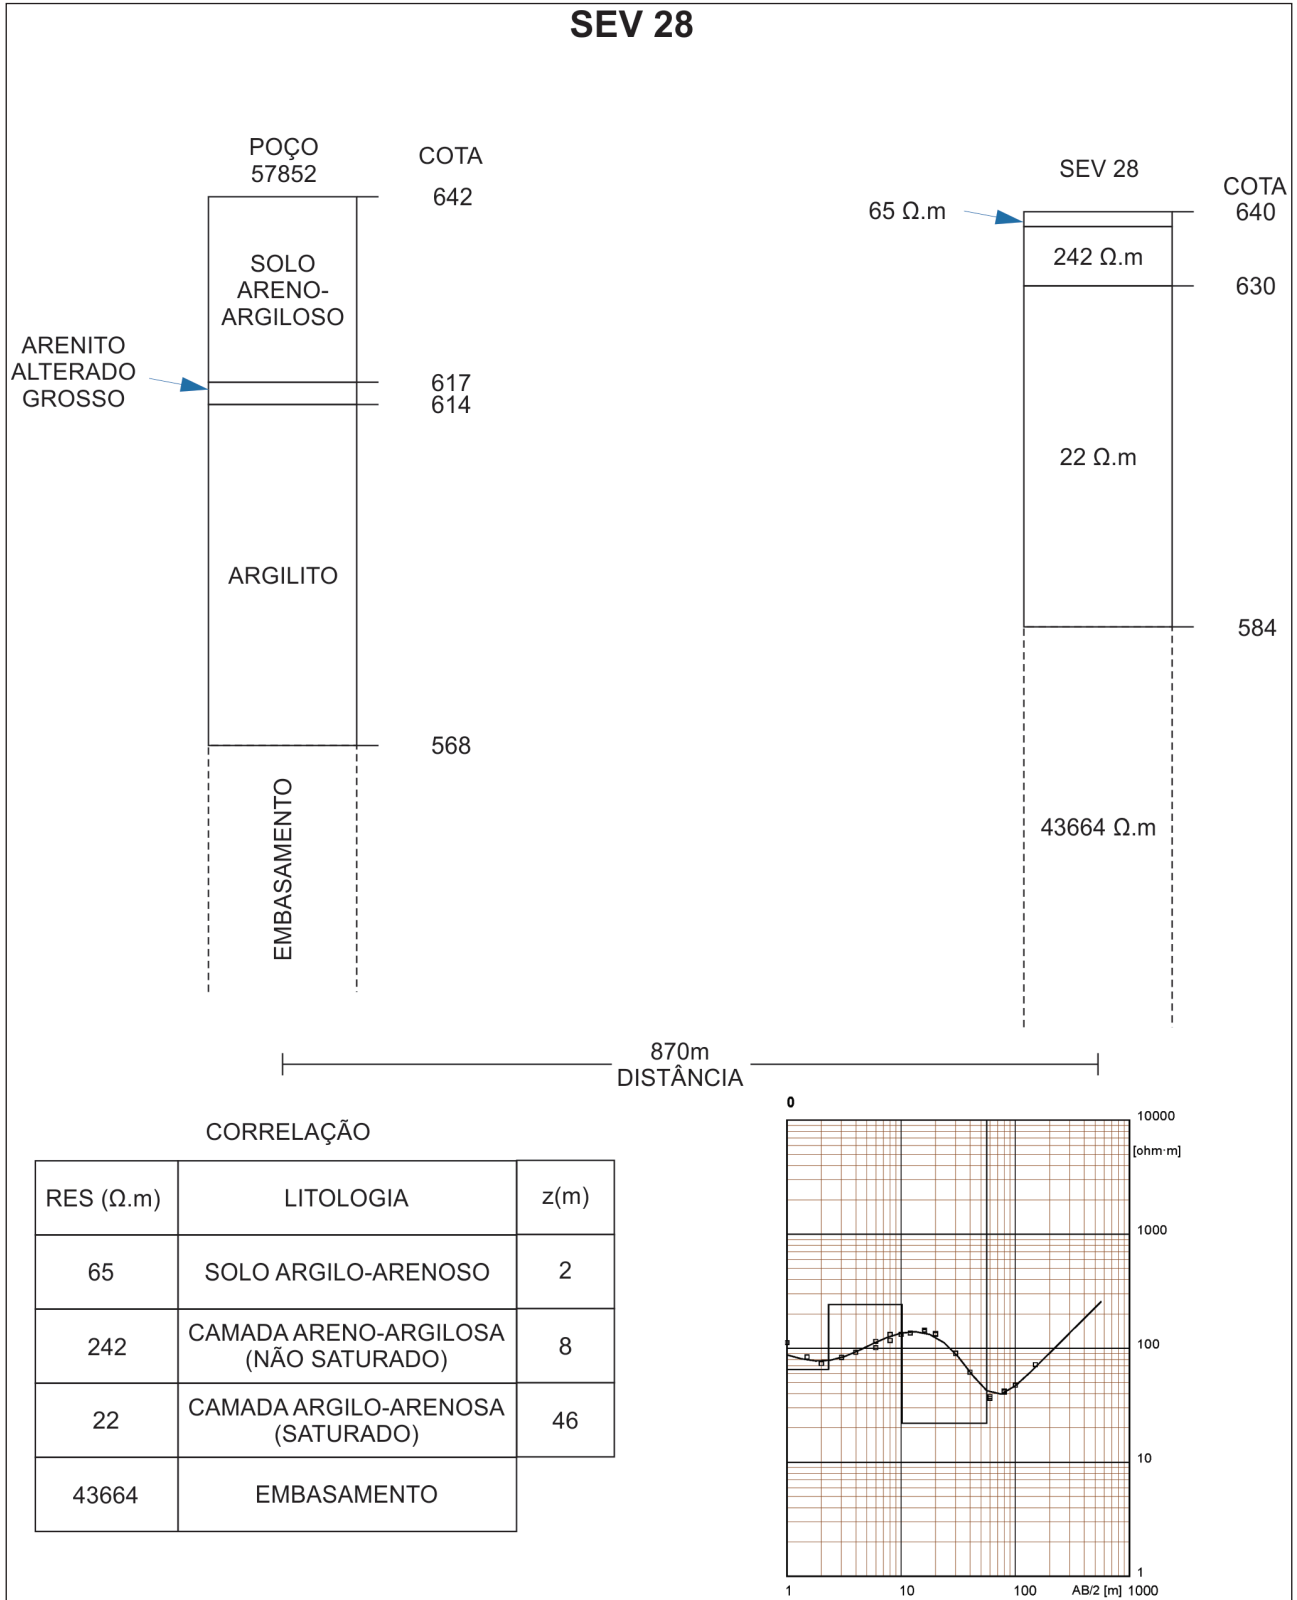 SEV 28
POÇO
57852
COTA
642
SOLO
ARENO-
ARGILOSO
ARENITO
ALTERADO
GROSSO
617
614
ARGILITO
568
EMBASAMENTO
SEV 28
COTA
65 Ω.m
640
242 Ω.m
630
22 Ω.m
584
43664 Ω.m
870m
DISTÂNCIA
CORRELAÇÃO
RES (Ω.m) LITOLOGIA z(m)
65 SOLO ARGILO-ARENOSO 2
242 CAMADA ARENO-ARGILOSA
(NÃO SATURADO) 8
22 CAMADA ARGILO-ARENOSA
(SATURADO) 46
43664 EMBASAMENTO
0
10000
[ohm·m]
1000
100
10
1
1 10 100 AB/2 [m] 1000